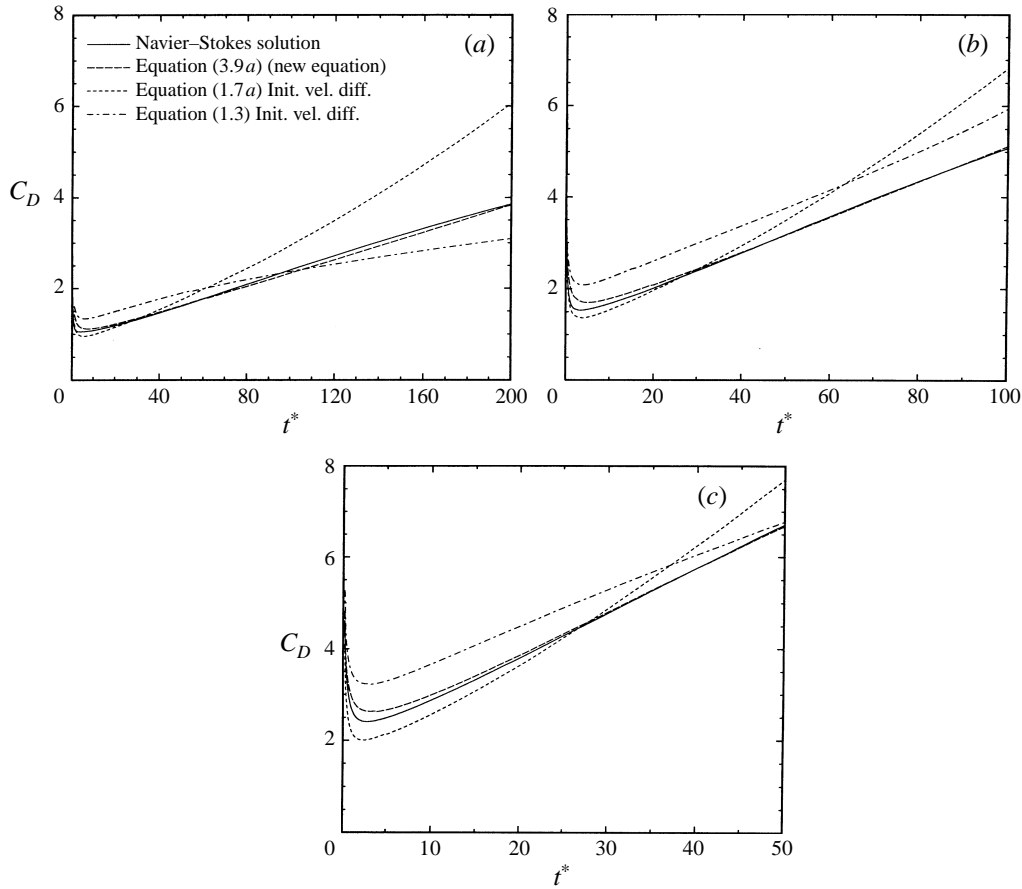 8
(a)
Navier–Stokes solution
Equation (3.9a) (new equation)
Equation (1.7a) Init. vel. diff.
Equation (1.3) Init. vel. diff.
6
C_D
4
2
0 40 80 120 160 200
t*
8
(b)
6
4
2
0 20 40 60 80 100
t*
8
(c)
6
C_D
4
2
0 10 20 30 40 50
t*